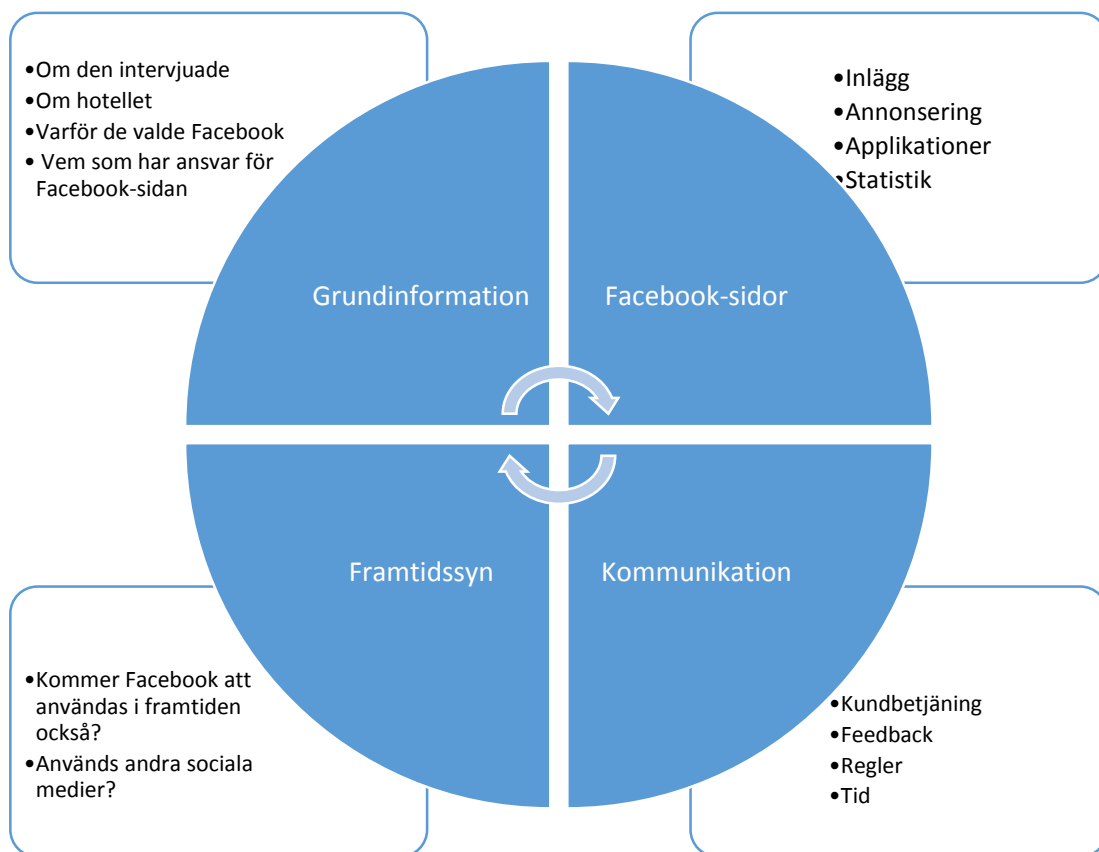 •Om den intervjuade
•Om hotellet
•Varför de valde Facebook
• Vem som har ansvar för
Facebook-sidan
•Inlägg
•Annonsering
•Applikationer
•Statistik
Grundinformation
Facebook-sidor
Framtidssyn
Kommunikation
•Kommer Facebook att
användas i framtiden
också?
•Används andra sociala
medier?
•Kundbetjäning
•Feedback
•Regler
•Tid